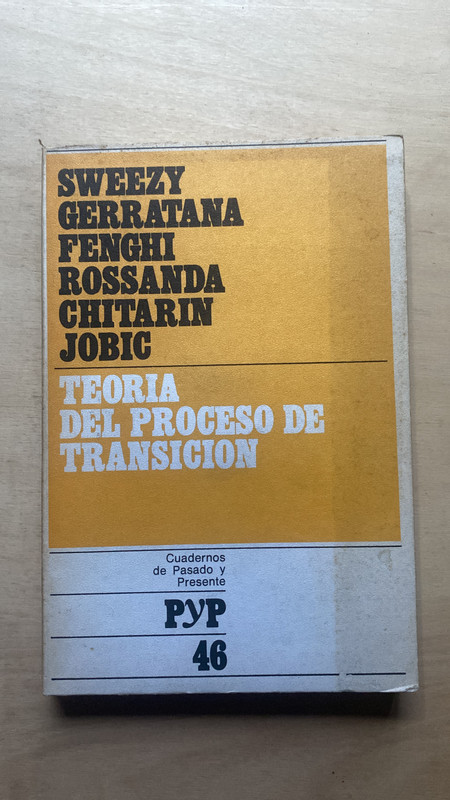 SWEEZY
GERRATANA
FENGHI
ROSSANDA
CHITARIN
JOBIC
TEORIA
DEL PROCESO DE
TRANSICION
Cuadernos
de Pasado y
Presente
PyP
46